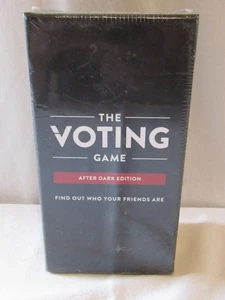 THE
VOTING
GAME
AFTER DARK EDITION
FIND OUT WHO YOUR FRIENDS ARE